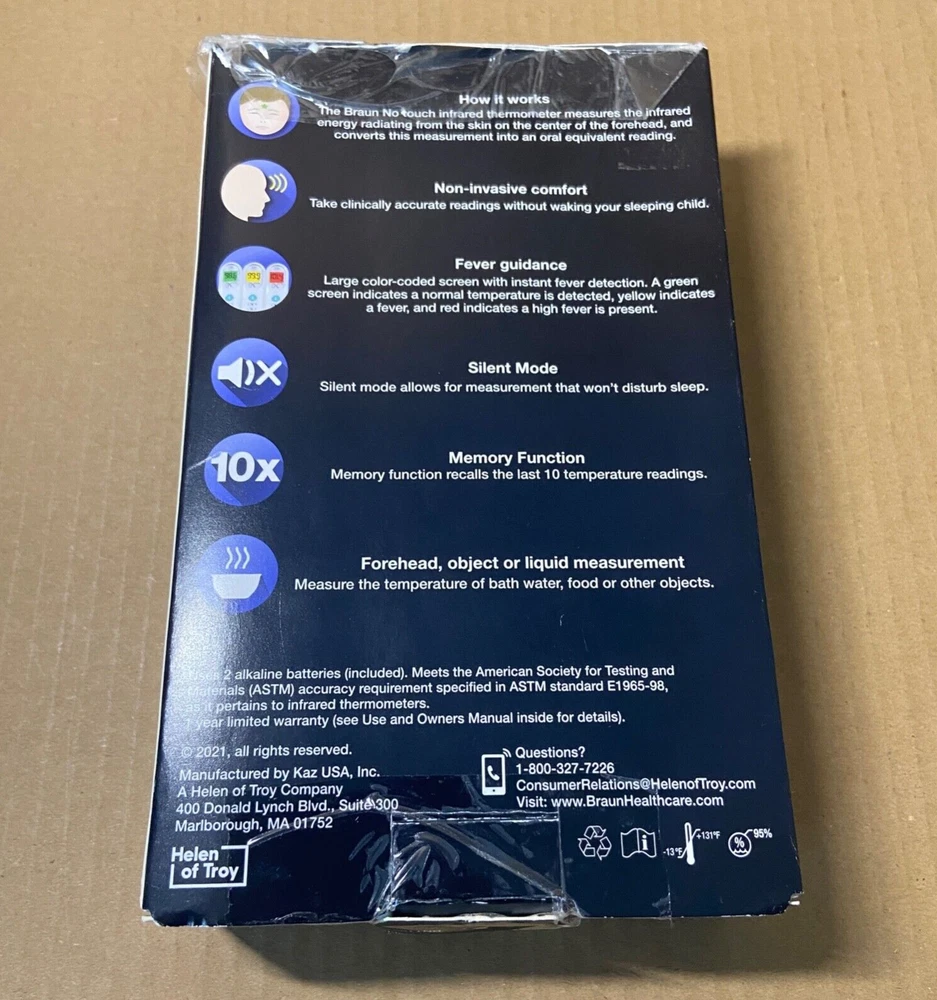 How it works
The Braun No touch infrared thermometer measures the infrared
energy radiating from the skin on the center of the forehead, and
converts this measurement into an oral equivalent reading.
Non-invasive comfort
Take clinically accurate readings without waking your sleeping child.
Fever guidance
Large color-coded screen with instant fever detection. A green
screen indicates a normal temperature is detected, yellow indicates
a fever, and red indicates a high fever is present.
Silent Mode
Silent mode allows for measurement that won't disturb sleep.
10x
Memory Function
Memory function recalls the last 10 temperature readings.
Forehead, object or liquid measurement
Measure the temperature of bath water, food or other objects.
Uses 2 alkaline batteries (included). Meets the American Society for Testing and
Materials (ASTM) accuracy requirement specified in ASTM standard E1965-98,
as it pertains to infrared thermometers.
1 year limited warranty (see Use and Owners Manual inside for details).
© 2021, all rights reserved.
Manufactured by Kaz USA, Inc.
A Helen of Troy Company
400 Donald Lynch Blvd., Suite 300
Marlborough, MA 01752
Helen
of Troy
Questions?
1-800-327-7226
ConsumerRelations@HelenofTroy.com
Visit: www.BraunHealthcare.com
-13°F
+131°F
%
95%